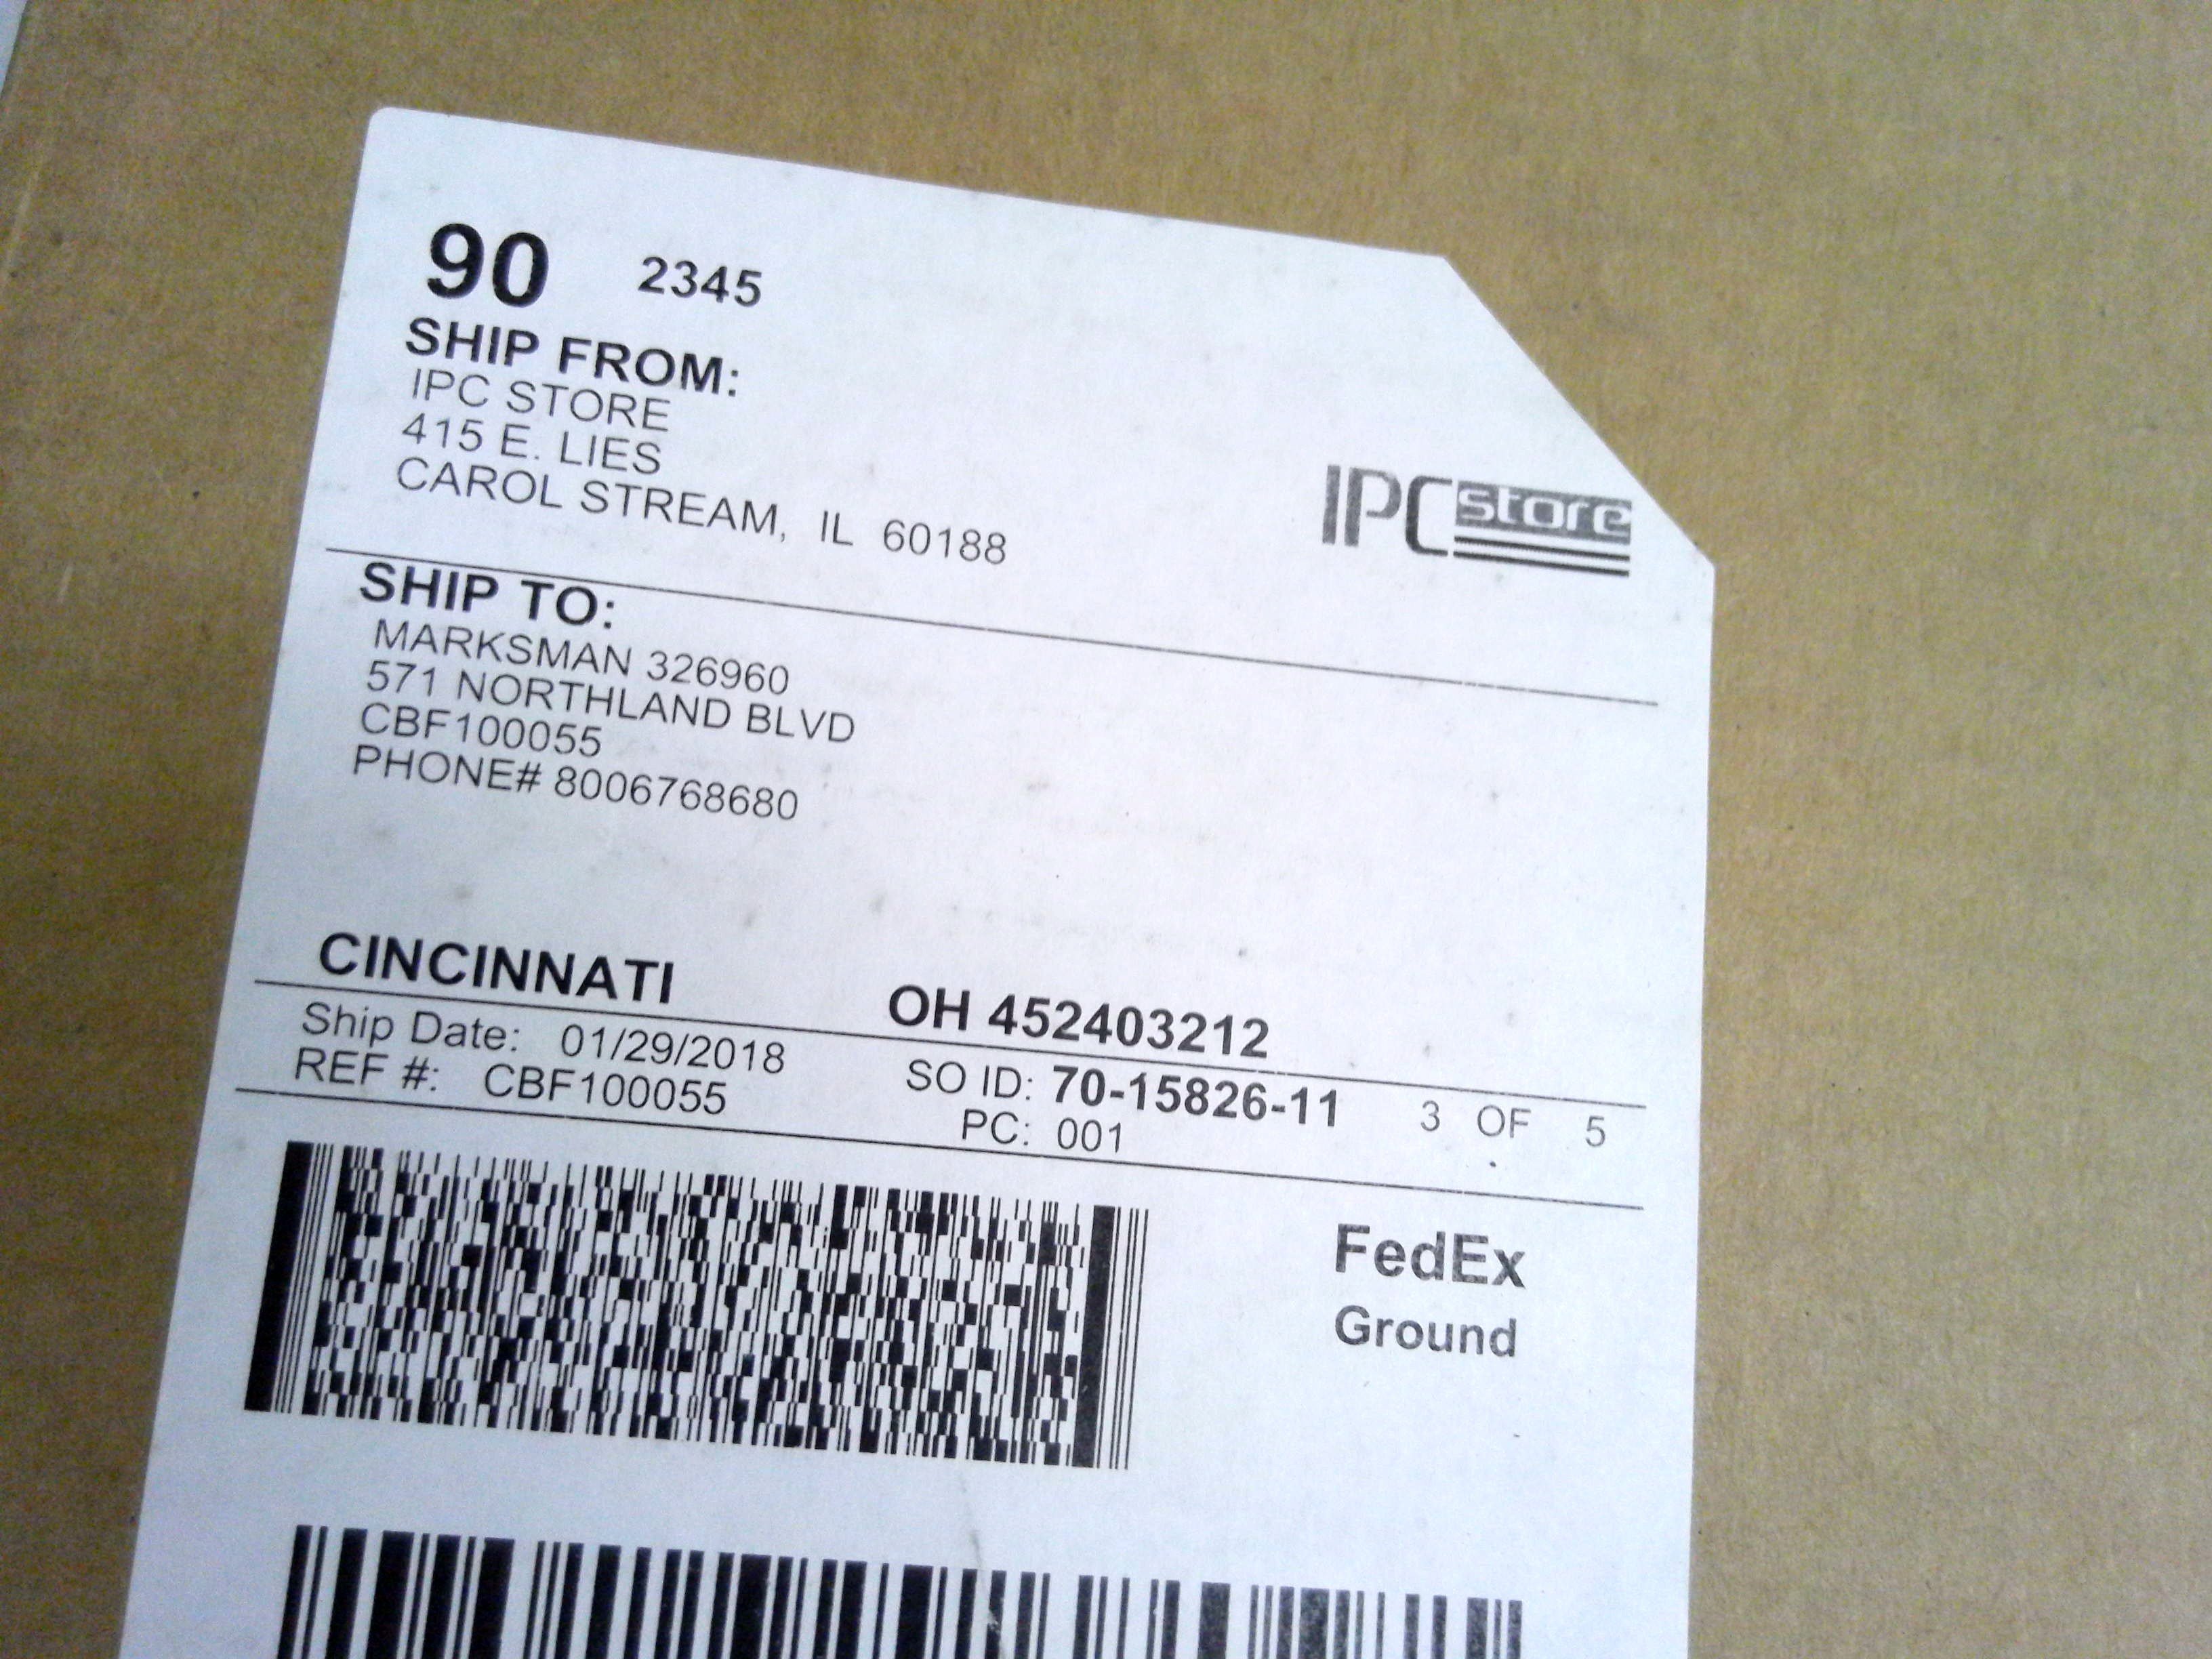 90 2345
SHIP FROM:
IPC STORE
415 E. LIES
CAROL STREAM, IL 60188
IPC store
SHIP TO:
MARKSMAN 326960
571 NORTHLAND BLVD
CBF100055
PHONE# 8006768680
CINCINNATI OH 452403212
Ship Date: 01/29/2018 SO ID: 70-15826-11 3 OF 5
REF #: CBF100055 PC: 001
FedEx
Ground